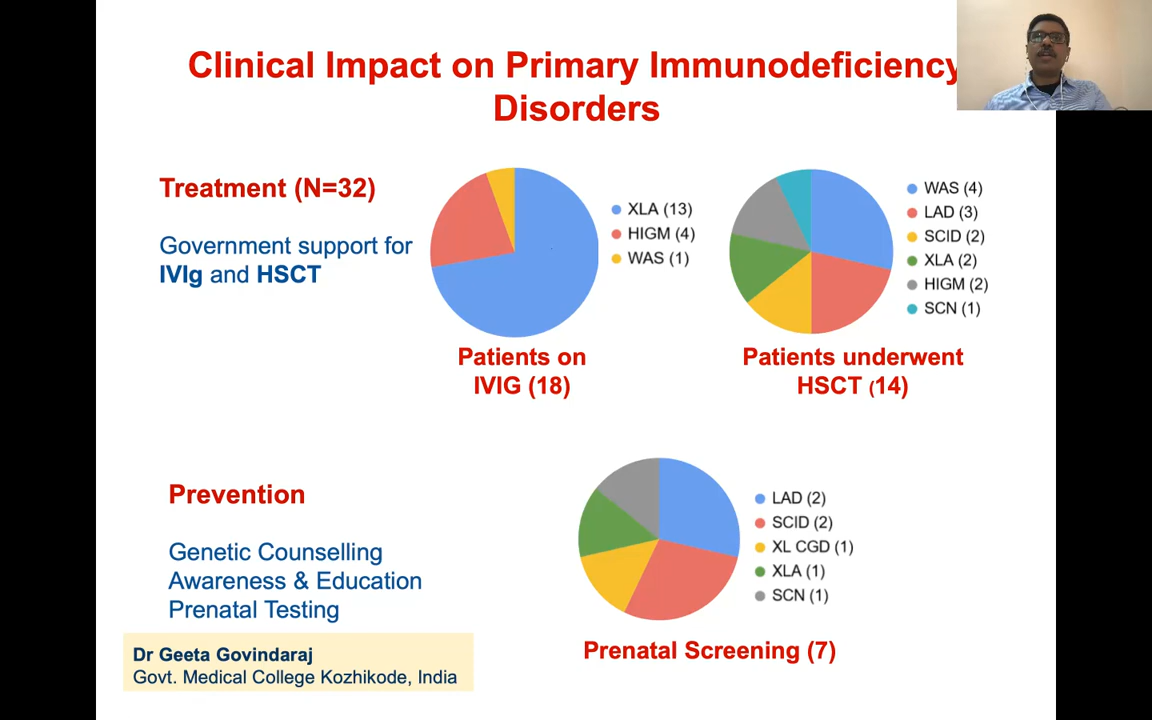 Clinical Impact on Primary Immunodeficiency
Disorders
Treatment (N=32)
Government support for
IVIg and HSCT
XLA (13)
HIGM (4)
WAS (1)
Patients on
IVIG (18)
WAS (4)
LAD (3)
SCID (2)
XLA (2)
HIGM (2)
SCN (1)
Patients underwent
HSCT (14)
Prevention
Genetic Counselling
Awareness & Education
Prenatal Testing
LAD (2)
SCID (2)
XL CGD (1)
XLA (1)
SCN (1)
Prenatal Screening (7)
Dr Geeta Govindaraj
Govt. Medical College Kozhikode, India